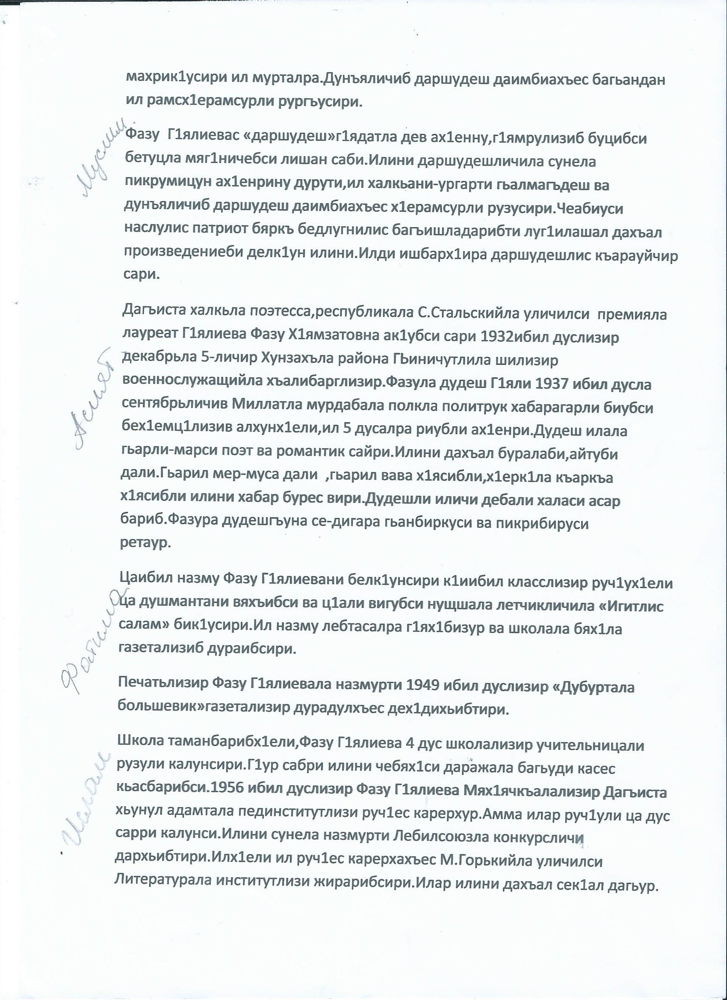 махрик1усири ил мурталра.Дунъяличиб даршудеш даимбиахъес багьандан
ил рамсх1ерамсурли рургъусири.
Муслим
Фазу  Г1ялиевас «даршудеш»г1ядатла дев ах1енну,г1ямрулизиб буцибси
бетуцла мяг1ничебси лишан саби.Илини даршудешличила сунела
пикрумицун ах1енрину дурути,ил халкьани-ургарти гьалмагъдеш ва
дунъяличиб даршудеш даимбиахъес х1ерамсурли рузусири.Чеабиуси
наслулис патриот бяркъ бедлугнилис багъишладарибти луг1илашал дахъал
произведениеби делк1ун илини.Илди ишбарх1ира даршудешлис къарауйчир
сари.
Дагъиста халкьла поэтесса,республикала С.Стальскийла уличилси  премияла
лауреат Г1ялиева Фазу Х1ямзатовна ак1убси сари 1932ибил дуслизир
Асият
декабрьла 5-личир Хунзахъла района ГЬиничутлила шилизир
военнослужащийла хъалибарглизир.Фазула дудеш Г1яли 1937 ибил дусла
сентябрьличив Миллатла мурдабала полкла политрук хабарагарли биубси
бех1емц1лизив алхунх1ели,ил 5 дусалра риубли ах1енри.Дудеш илала
гьарли-марси поэт ва романтик сайри.Илини дахъал буралаби,айтуби
дали.Гьарил мер-муса дали  ,гьарил вава х1ясибли,х1ерк1ла къаркъа
х1ясибли илини хабар бурес вири.Дудешли иличи дебали халаси асар
бариб.Фазура дудешгъуна се-дигара гьанбиркуси ва пикрибируси
ретаур.
Цаибил назму Фазу Г1ялиевани белк1унсири к1иибил класслизир руч1ух1ели
Фатима
ца душмантани вяхъибси ва ц1али вигубси нущшала летчикличила «Игитлис
салам» бик1усири.Ил назму лебтасалра г1ях1бизур ва школала бях1ла
газетализиб дураибсири.
Печатьлизир Фазу Г1ялиевала назмурти 1949 ибил дуслизир «Дубуртала
большевик»газетализир дурадулхъес дех1дихьибтири.
Школа таманбарибх1ели,Фазу Г1ялиева 4 дус школализир учительницали
Ислам
рузули калунсири.Г1ур сабри илини чебях1си даражала багьуди касес
кьасбарибси.1956 ибил дуслизир Фазу Г1ялиева Мях1ячкъалализир Дагъиста
хьунул адамтала пединститутлизи руч1ес карерхур.Амма илар руч1ули ца дус
сарри калунси.Илини сунела назмурти Лебилсоюзла конкурсличи
дархьибтири.Илх1ели ил руч1ес карерхахъес М.Горькийла уличилси
Литературала институтлизи жирарибсири.Илар илини дахъал сек1ал дагьур.